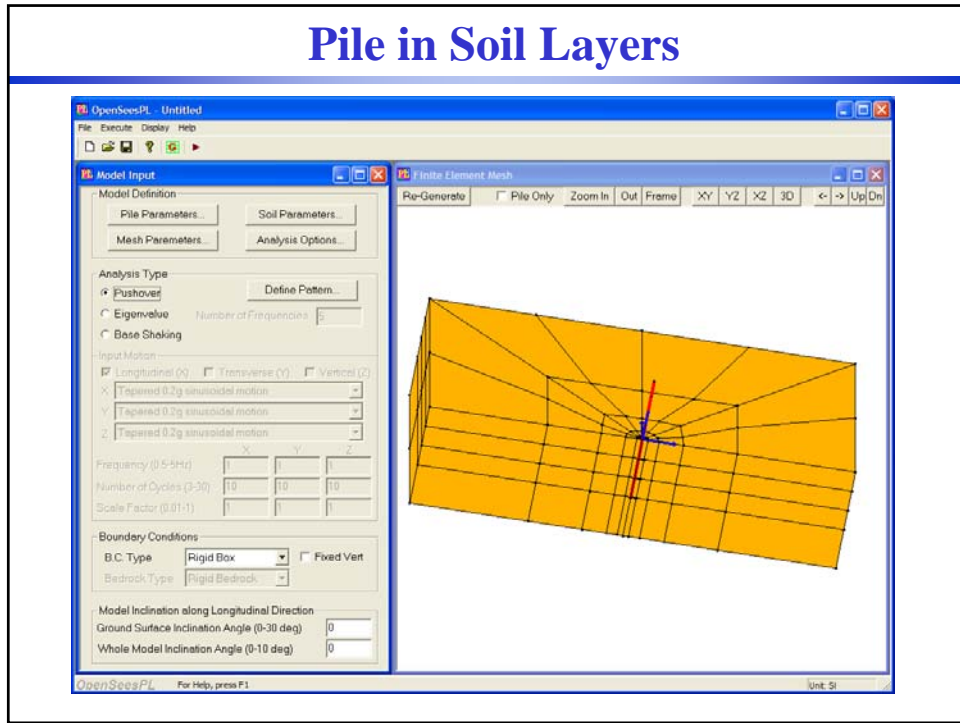 Pile in Soil Layers
OpenSeesPL - Untitled
File Execute Display Help
Model Input
Model Definition
Pile Parameters... Soil Parameters...
Mesh Paremeters... Analysis Options...
Analysis Type
Pushover Define Pattern...
Eigenvalue Number of Frequencies 5
Base Shaking
Input Motion
Longitudinal (X) Transverse (Y) Vertical (Z)
X Tapered 0.2g sinusoidal motion
Y Tapered 0.2g sinusoidal motion
Z Tapered 0.2g sinusoidal motion
X Y Z
Frequency (0.5-5Hz) 1 1 1
Number of Cycles (3-30) 10 10 10
Scale Factor (0.01-1) 1 1 1
Boundary Conditions
B.C. Type Rigid Box Fixed Vert
Bedrock Type Rigid Bedrock
Model Inclination along Longitudinal Direction
Ground Surface Inclination Angle (0-30 deg) 0
Whole Model Inclination Angle (0-10 deg) 0
Finite Element Mesh
Re-Generate Pile Only Zoom In Out Frame XY YZ XZ 3D <- -> Up Dn
OpenSeesPL For Help, press F1 Unit: SI